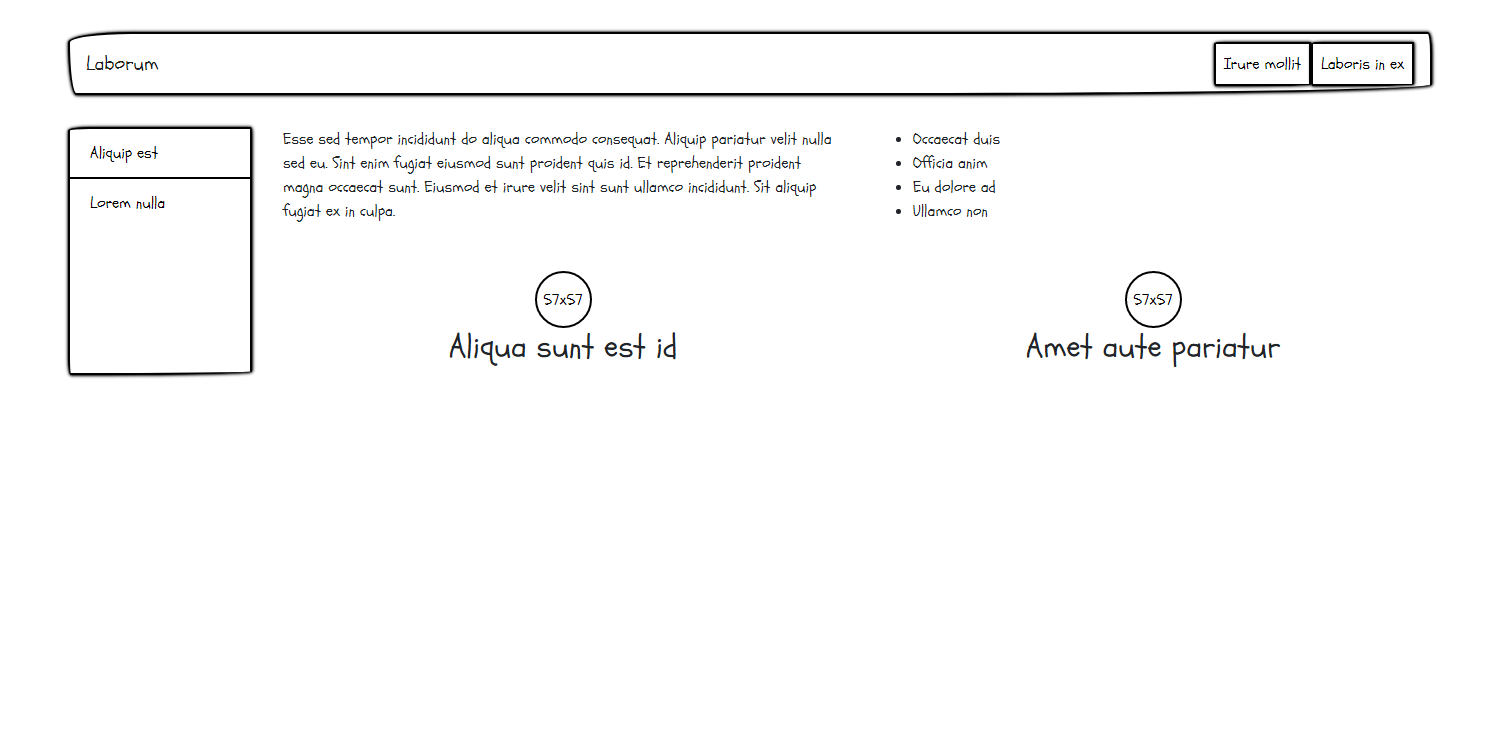 Laborum
Irure mollit
Laboris in ex
Aliquip est
Lorem nulla
Esse sed tempor incididunt do aliqua commodo consequat. Aliquip pariatur velit nulla
sed eu. Sint enim fugiat eiusmod sunt proident quis id. Et reprehenderit proident
magna occaecat sunt. Eiusmod et irure velit sint sunt ullamco incididunt. Sit aliquip
fugiat ex in culpa.
Occaecat duis
Officia anim
Eu dolore ad
Ullamco non
57x57
Aliqua sunt est id
57x57
Amet aute pariatur